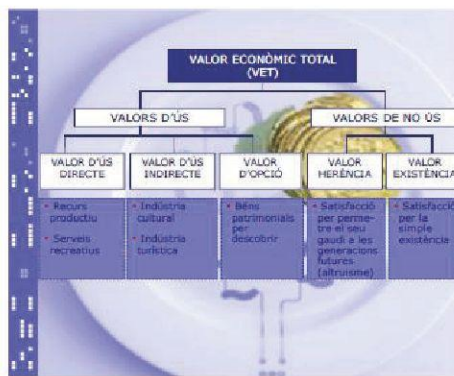 VALOR ECONÒMIC TOTAL
(VET)
VALORS D'ÚS
VALORS DE NO ÚS
VALOR D'ÚS
DIRECTE
VALOR D'ÚS
INDIRECTE
VALOR
D'OPCIÓ
VALOR
HERÈNCIA
VALOR
EXISTÈNCIA
• Recurs
productiu
• Serveis
recreatius
• Indústria
cultural
• Indústria
turística
• Béns
patrimonials
per
descobrir
• Satisfacció
per perme-
tre el seu
gaudi a les
generacions
futures
(altruisme)
• Satisfacció
per la
simple
existència